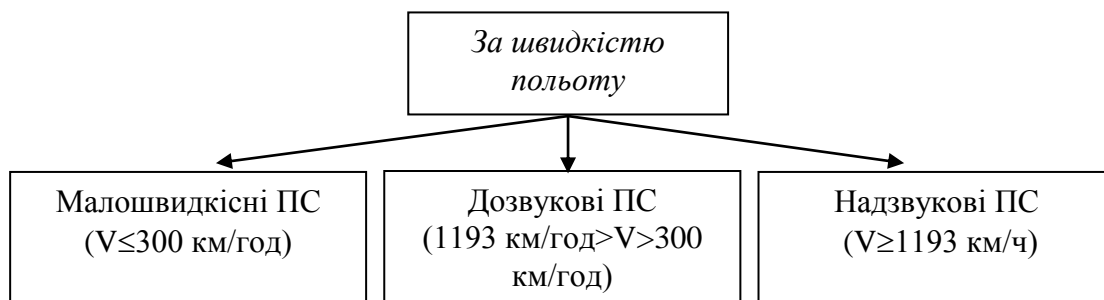 За швидкістю
польоту
Малошвидкісні ПС
(V≤300 км/год)
Дозвукові ПС
(1193 км/год>V>300
км/год)
Надзвукові ПС
(V≥1193 км/ч)